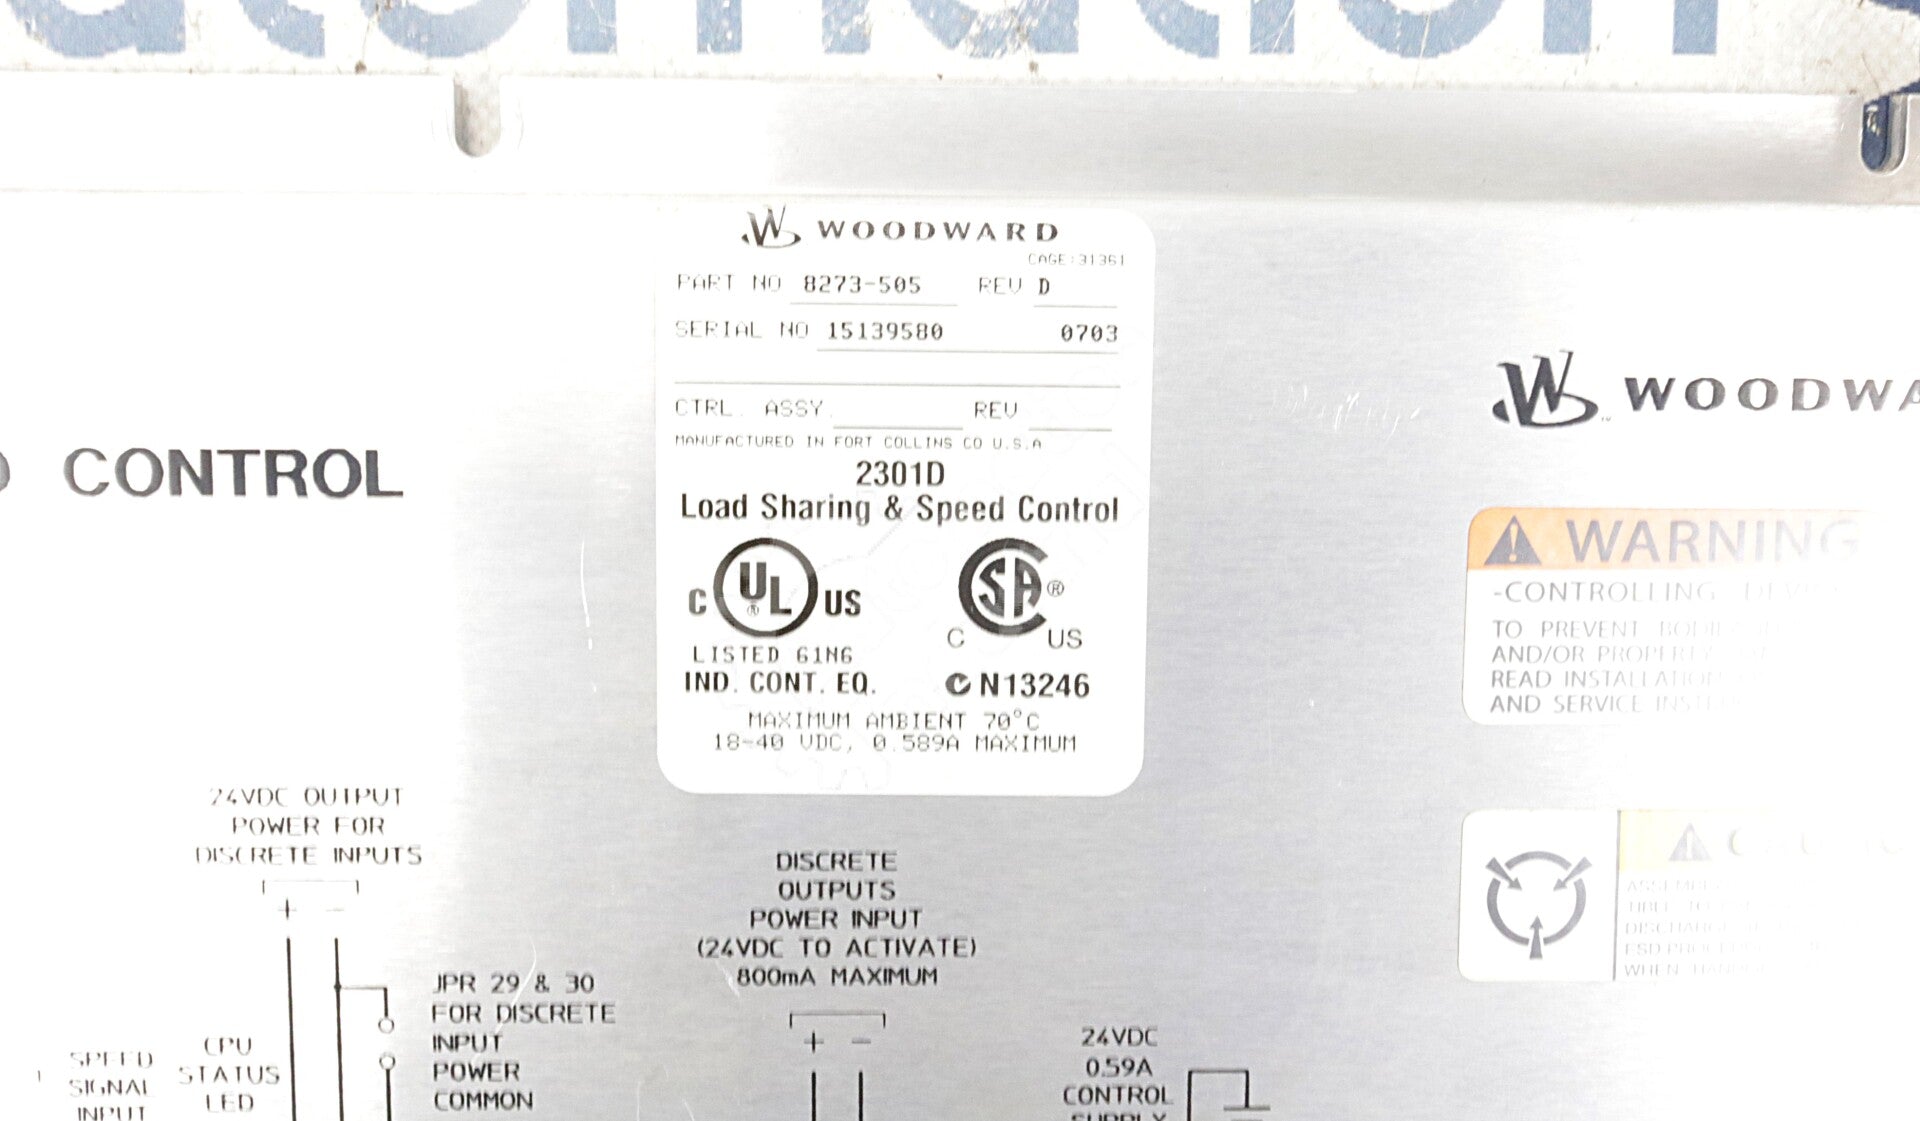 WOODWARD
CAGE:31361
PART NO 8273-505 REV D
SERIAL NO 15139580 0703
CTRL. ASSY. REV
MANUFACTURED IN FORT COLLINS CO U.S.A
2301D
Load Sharing & Speed Control
C UL ® US
SA ®
C US
LISTED 61N6
IND. CONT. EQ.
N13246
MAXIMUM AMBIENT 70°C
18-40 VDC, 0.589A MAXIMUM
CONTROL
WOODWA
WARNING
-CONTROLLING
TO PREVENT
AND/OR PROPERTY
READ INSTALLATION
AND SERVICE
24VDC OUTPUT
POWER FOR
DISCRETE INPUTS
+ -
JPR 29 & 30
FOR DISCRETE
INPUT
POWER
COMMON
SPEED
SIGNAL
INPUT
CPU
STATUS
LED
DISCRETE
OUTPUTS
POWER INPUT
(24VDC TO ACTIVATE)
800mA MAXIMUM
+ -
24VDC
0.59A
CONTROL
SUPPLY
ESD
WHEN